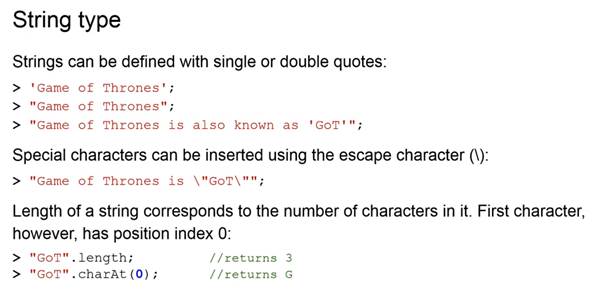 String type
Strings can be defined with single or double quotes:
> 'Game of Thrones';
> "Game of Thrones";
> "Game of Thrones is also known as 'GoT'";
Special characters can be inserted using the escape character (\):
> "Game of Thrones is \"GoT\"";
Length of a string corresponds to the number of characters in it. First character,
however, has position index 0:
> "GoT".length; //returns 3
> "GoT".charAt(0); //returns G